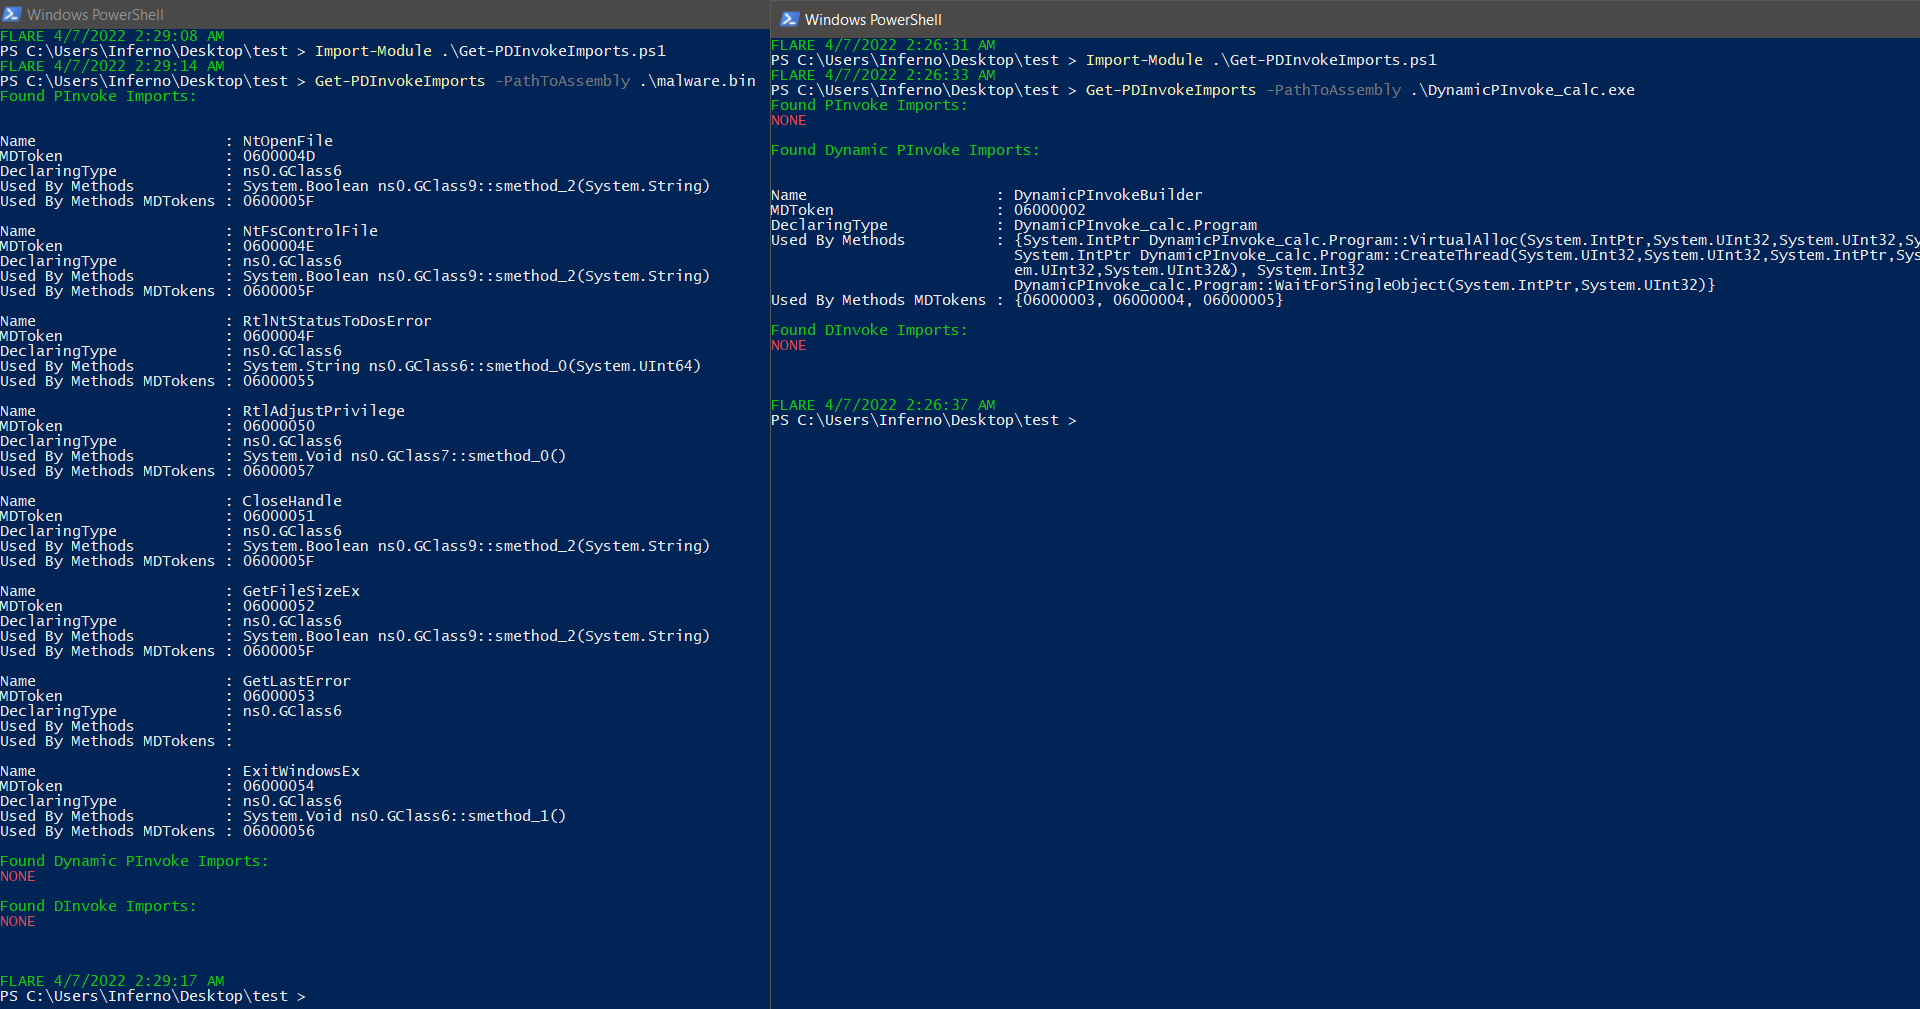 Windows PowerShell
FLARE 4/7/2022 2:29:08 AM
PS C:\Users\Inferno\Desktop\test > Import-Module .\Get-PDInvokeImports.ps1
FLARE 4/7/2022 2:29:14 AM
PS C:\Users\Inferno\Desktop\test > Get-PDInvokeImports -PathToAssembly .\malware.bin
Found PInvoke Imports:
Name : NtOpenFile
MDToken : 0600004D
DeclaringType : ns0.GClass6
Used By Methods : System.Boolean ns0.GClass9::smethod_2(System.String)
Used By Methods MDTokens : 0600005F
Name : NtFsControlFile
MDToken : 0600004E
DeclaringType : ns0.GClass6
Used By Methods : System.Boolean ns0.GClass9::smethod_2(System.String)
Used By Methods MDTokens : 0600005F
Name : RtlNtStatusToDosError
MDToken : 0600004F
DeclaringType : ns0.GClass6
Used By Methods : System.String ns0.GClass6::smethod_0(System.UInt64)
Used By Methods MDTokens : 06000055
Name : RtlAdjustPrivilege
MDToken : 06000050
DeclaringType : ns0.GClass6
Used By Methods : System.Void ns0.GClass7::smethod_0()
Used By Methods MDTokens : 06000057
Name : CloseHandle
MDToken : 06000051
DeclaringType : ns0.GClass6
Used By Methods : System.Boolean ns0.GClass9::smethod_2(System.String)
Used By Methods MDTokens : 0600005F
Name : GetFileSizeEx
MDToken : 06000052
DeclaringType : ns0.GClass6
Used By Methods : System.Boolean ns0.GClass9::smethod_2(System.String)
Used By Methods MDTokens : 0600005F
Name : GetLastError
MDToken : 06000053
DeclaringType : ns0.GClass6
Used By Methods :
Used By Methods MDTokens :
Name : ExitWindowsEx
MDToken : 06000054
DeclaringType : ns0.GClass6
Used By Methods : System.Void ns0.GClass6::smethod_1()
Used By Methods MDTokens : 06000056
Found Dynamic PInvoke Imports:
NONE
Found DInvoke Imports:
NONE
FLARE 4/7/2022 2:29:17 AM
PS C:\Users\Inferno\Desktop\test >
Windows PowerShell
FLARE 4/7/2022 2:26:31 AM
PS C:\Users\Inferno\Desktop\test > Import-Module .\Get-PDInvokeImports.ps1
FLARE 4/7/2022 2:26:33 AM
PS C:\Users\Inferno\Desktop\test > Get-PDInvokeImports -PathToAssembly .\DynamicPInvoke_calc.exe
Found PInvoke Imports:
NONE
Found Dynamic PInvoke Imports:
Name : DynamicPInvokeBuilder
MDToken : 06000002
DeclaringType : DynamicPInvoke_calc.Program
Used By Methods : {System.IntPtr DynamicPInvoke_calc.Program::VirtualAlloc(System.IntPtr,System.UInt32,System.UInt32,Sy
System.IntPtr DynamicPInvoke_calc.Program::CreateThread(System.UInt32,System.UInt32,System.IntPtr,Sys
em.UInt32,System.UInt32&), System.Int32
DynamicPInvoke_calc.Program::WaitForSingleObject(System.IntPtr,System.UInt32)}
Used By Methods MDTokens : {06000003, 06000004, 06000005}
Found DInvoke Imports:
NONE
FLARE 4/7/2022 2:26:37 AM
PS C:\Users\Inferno\Desktop\test >